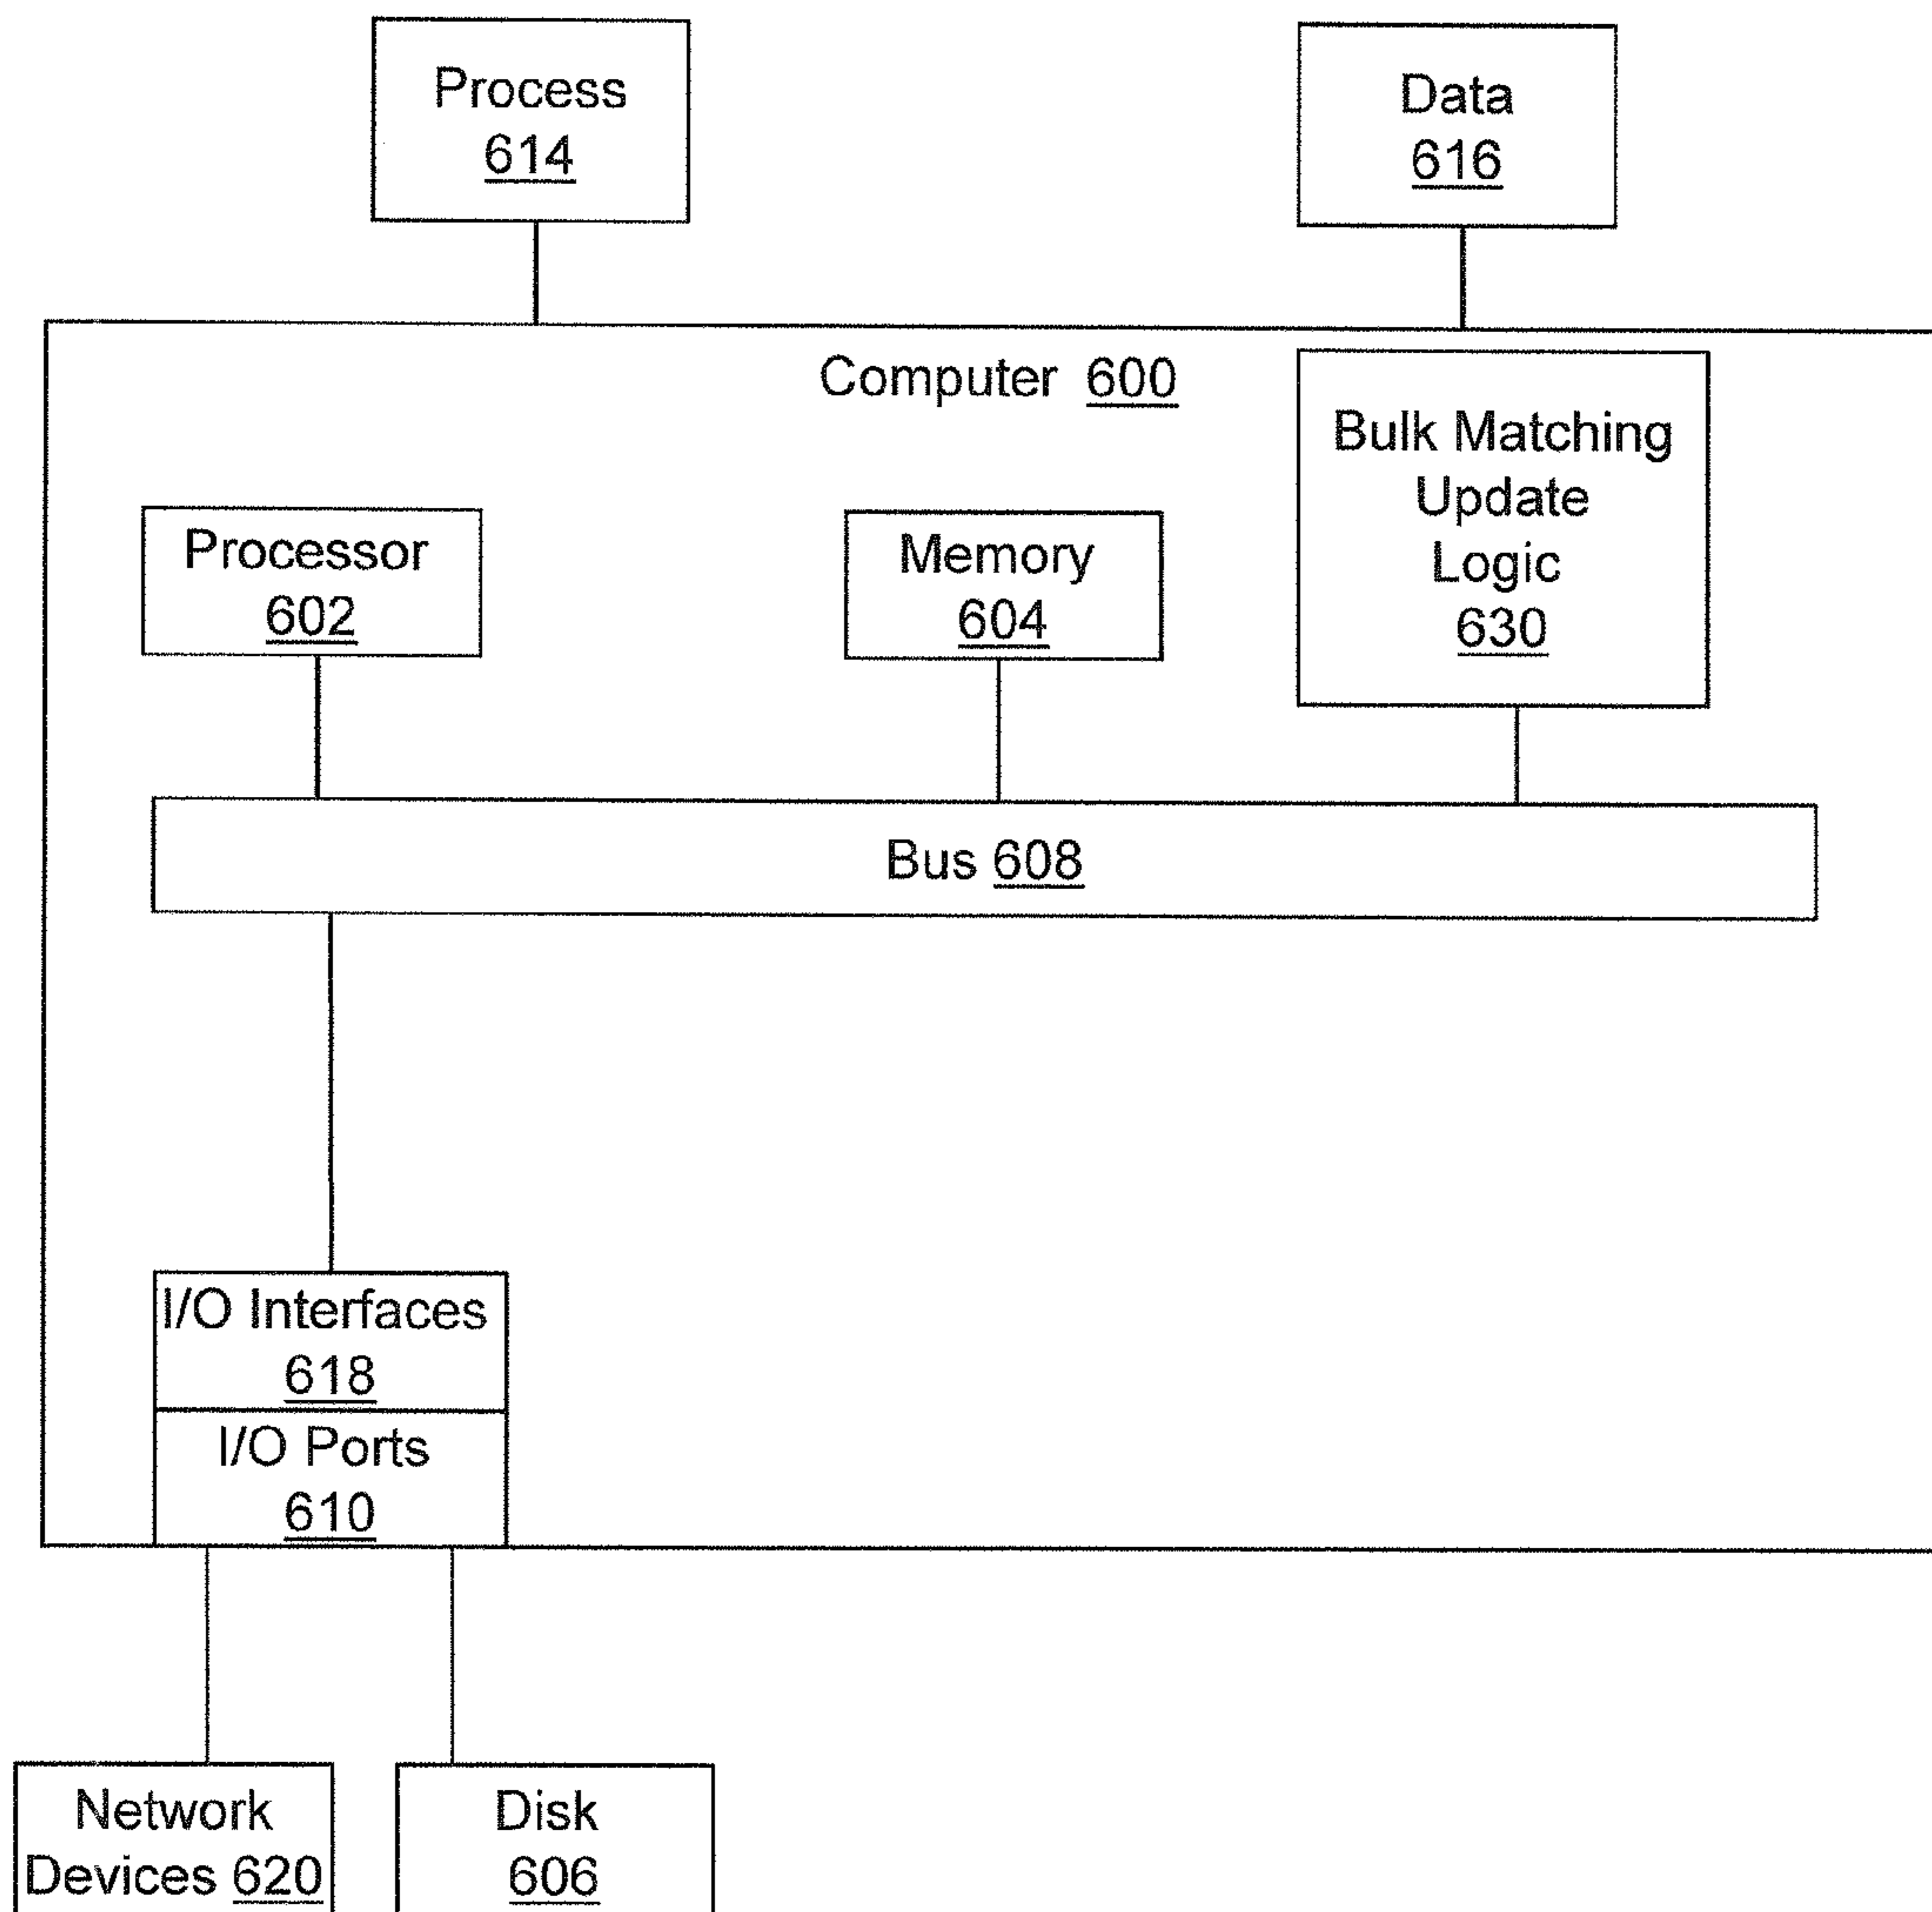 Process
614
Data
616
Computer 600
Bulk Matching
Update
Logic
630
Processor
602
Memory
604
Bus 608
I/O Interfaces
618
I/O Ports
610
Network
Devices 620
Disk
606